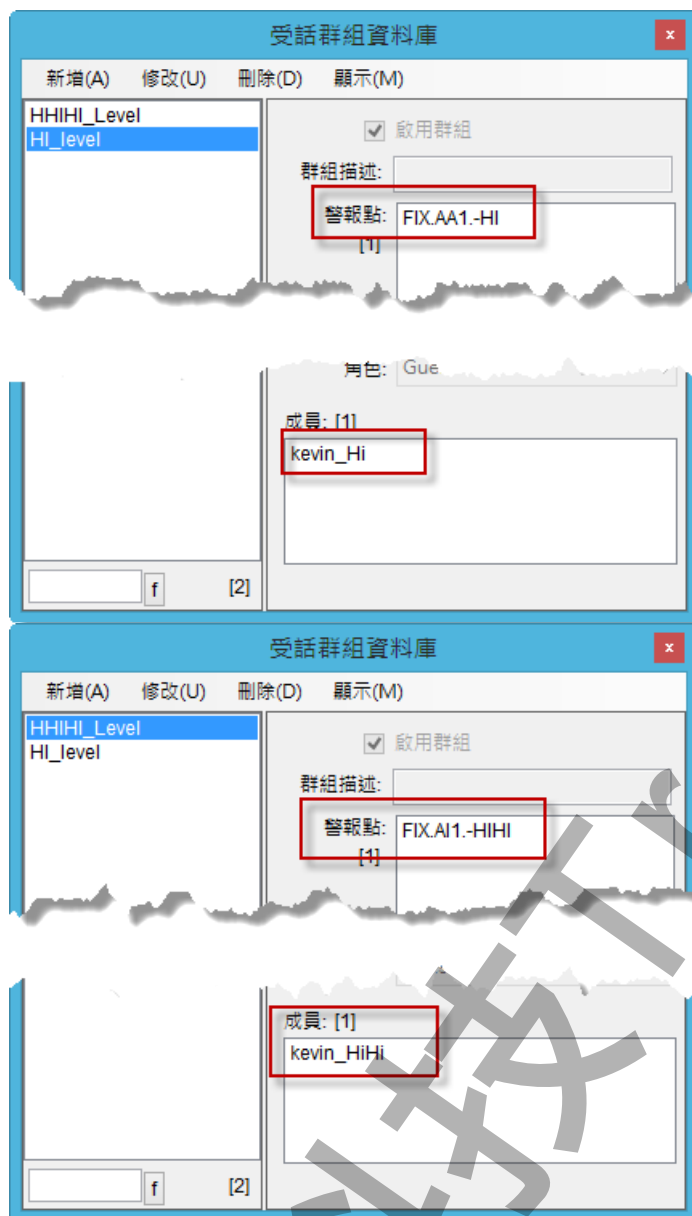 受話群組資料庫
x
新增(A) 修改(U) 刪除(D) 顯示(M)
HHIHI_Level
HI_level
啟用群組
群組描述:
警報點: FIX.AA1.-HI
[1]
角色: Gue
成員: [1]
kevin_Hi
f [2]
受話群組資料庫
x
新增(A) 修改(U) 刪除(D) 顯示(M)
HHIHI_Level
HI_level
啟用群組
群組描述:
警報點: FIX.AI1.-HIHI
[1]
成員: [1]
kevin_HiHi
f [2]
技Tr